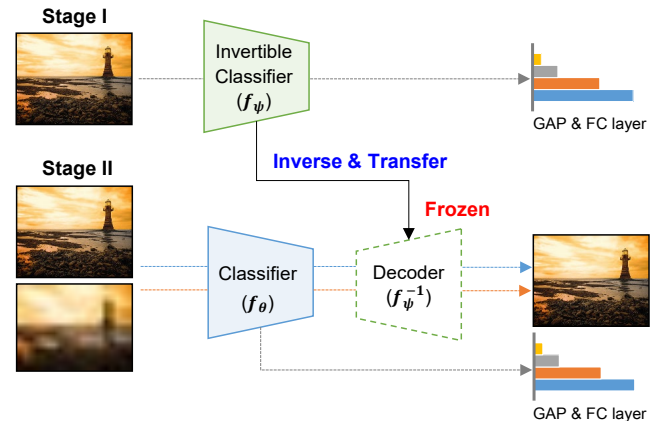 Stage I
Invertible
Classifier
(f_ψ)
GAP & FC layer
Inverse & Transfer
Stage II
Frozen
Classifier
(f_θ)
Decoder
(f_ψ^{-1})
GAP & FC layer